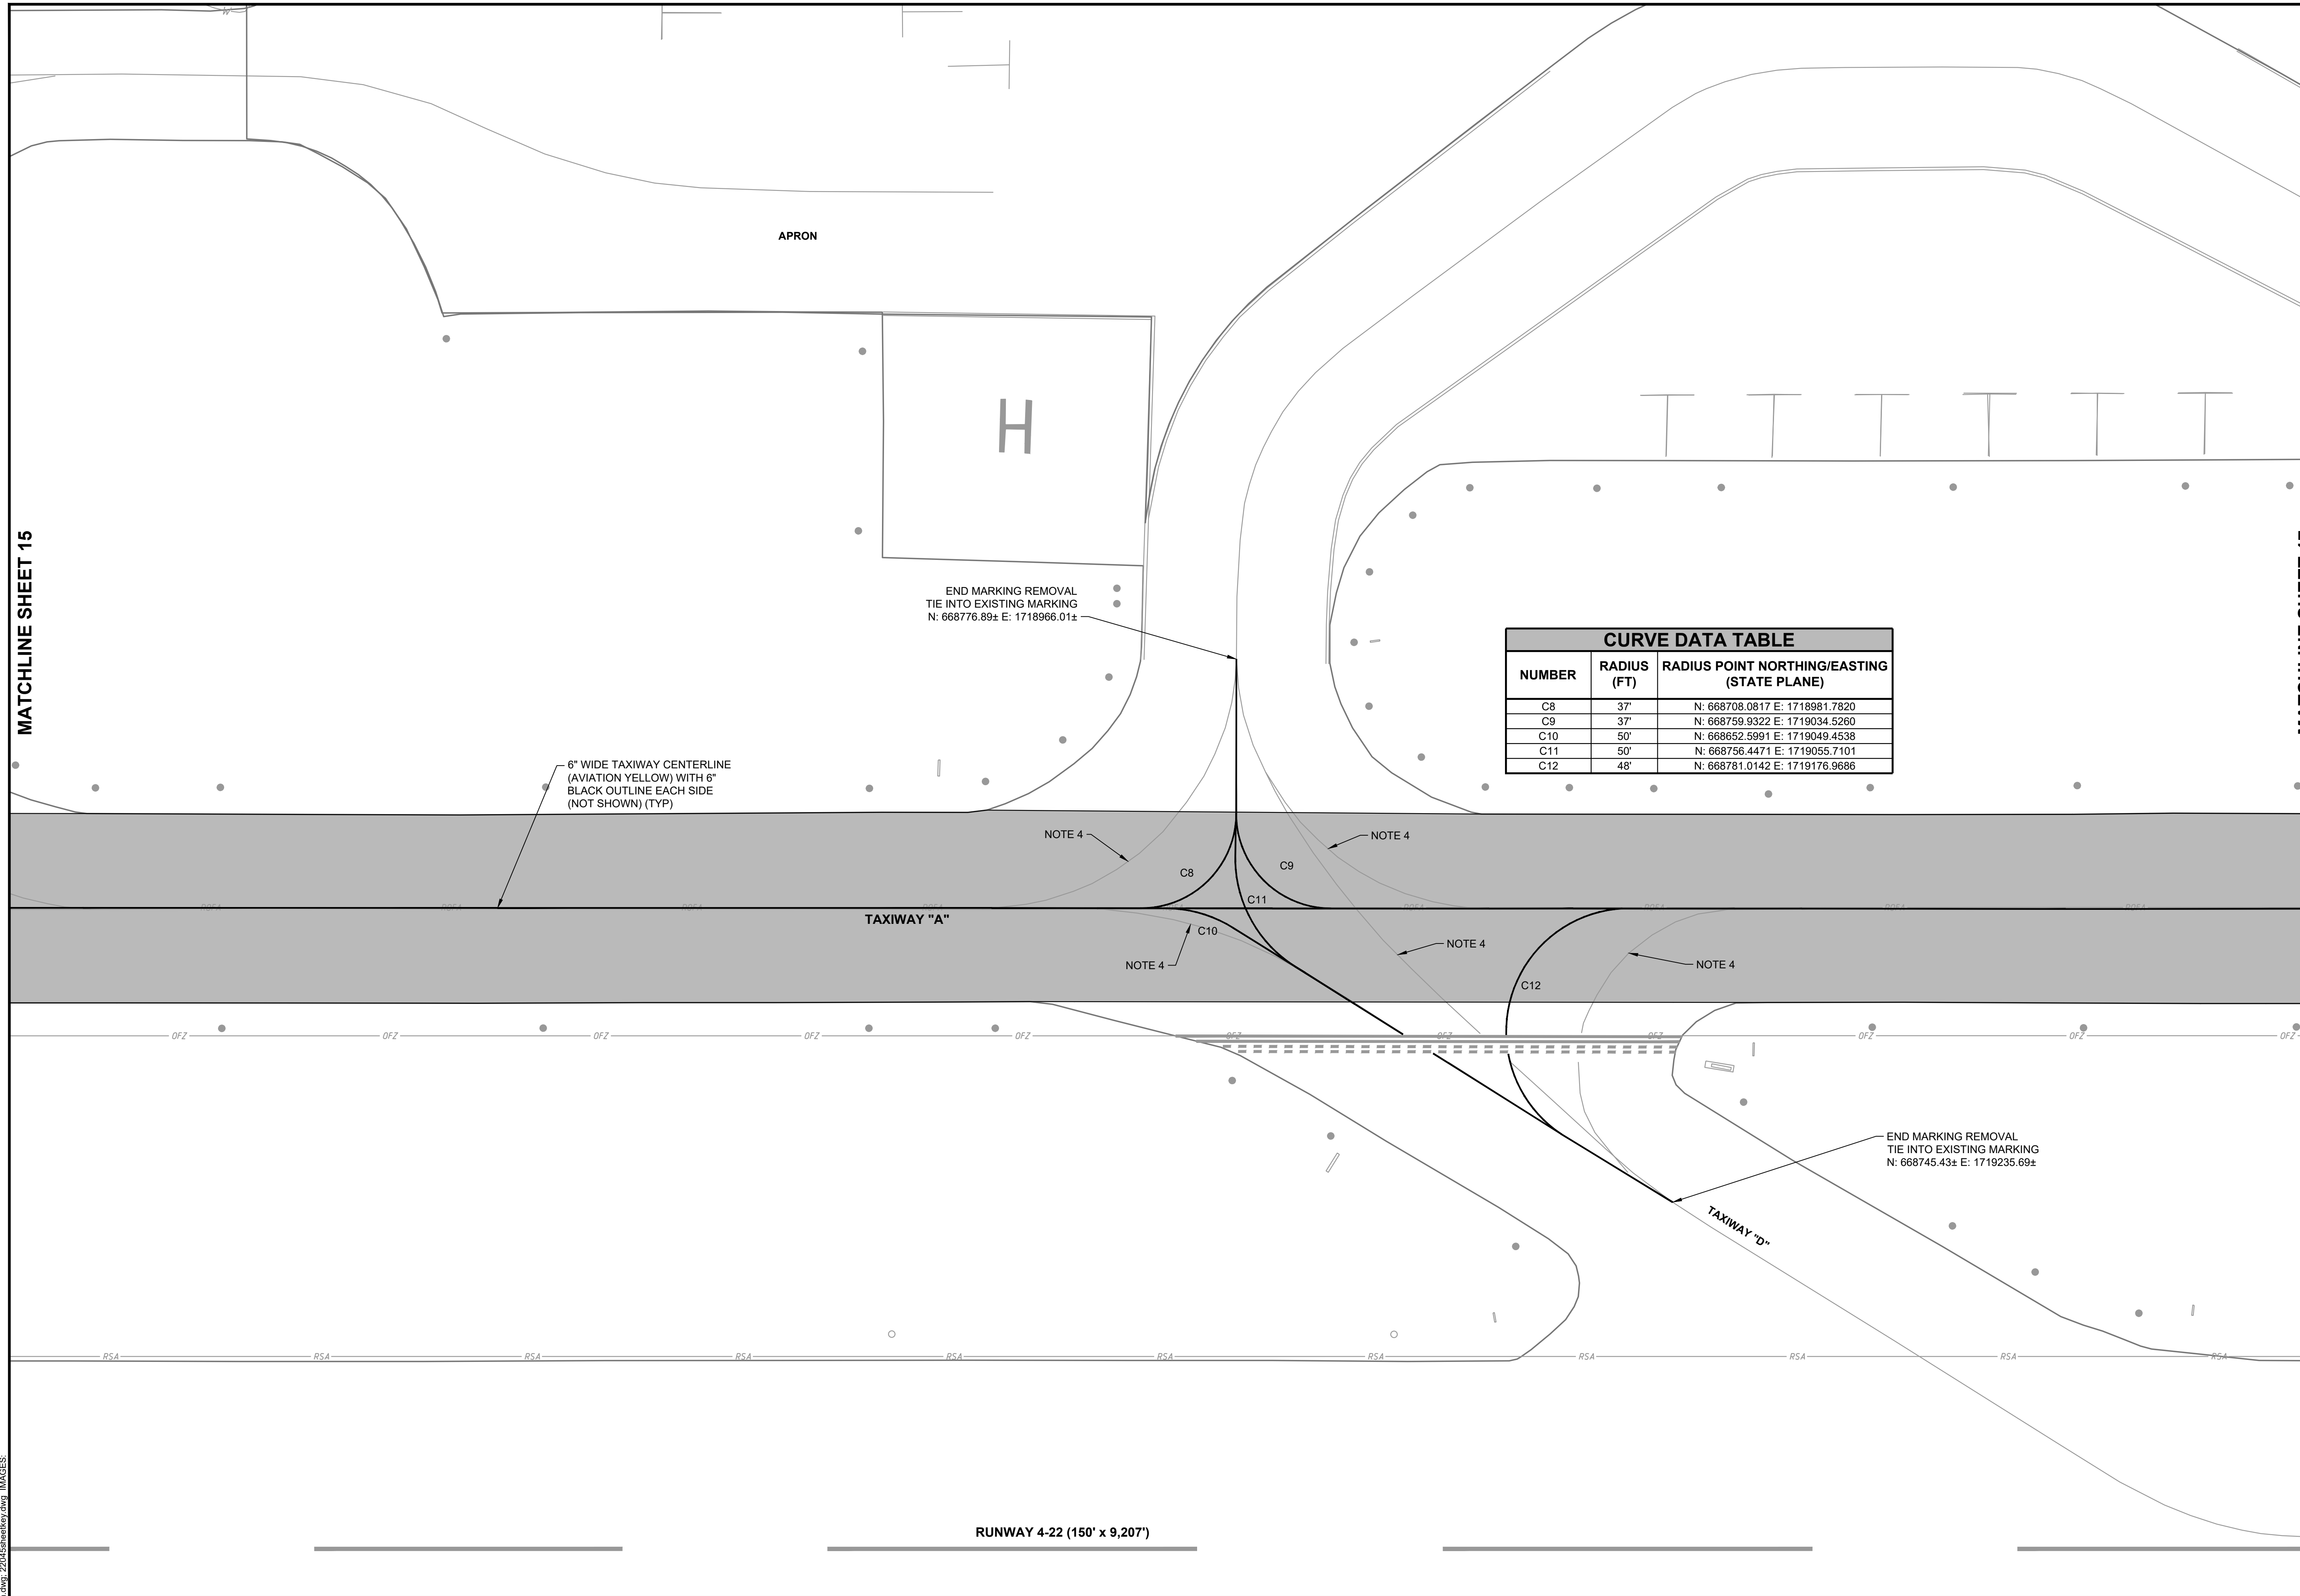 W
APRON
H
MATCHLINE SHEET 15
END MARKING REMOVAL
TIE INTO EXISTING MARKING
N: 668776.89± E: 1718966.01±
CURVE DATA TABLE
NUMBER RADIUS (FT) RADIUS POINT NORTHING/EASTING (STATE PLANE)
C8 37' N: 668708.0817 E: 1718981.7820
C9 37' N: 668759.9322 E: 1719034.5260
C10 50' N: 668652.5991 E: 1719049.4538
C11 50' N: 668756.4471 E: 1719055.7101
C12 48' N: 668781.0142 E: 1719176.9686
6" WIDE TAXIWAY CENTERLINE
(AVIATION YELLOW) WITH 6"
BLACK OUTLINE EACH SIDE
(NOT SHOWN) (TYP)
NOTE 4
NOTE 4
C8
C9
C11
TAXIWAY "A"
C10
NOTE 4
NOTE 4
NOTE 4
C12
OFZ OFZ OFZ OFZ OFZ OFZ OFZ OFZ OFZ OFZ OFZ
END MARKING REMOVAL
TIE INTO EXISTING MARKING
N: 668745.43± E: 1719235.69±
TAXIWAY "D"
RSA RSA RSA RSA RSA RSA RSA RSA RSA RSA RSA
RUNWAY 4-22 (150' x 9,207')
.dwg; 22045sheetkey.dwg IMAGES: